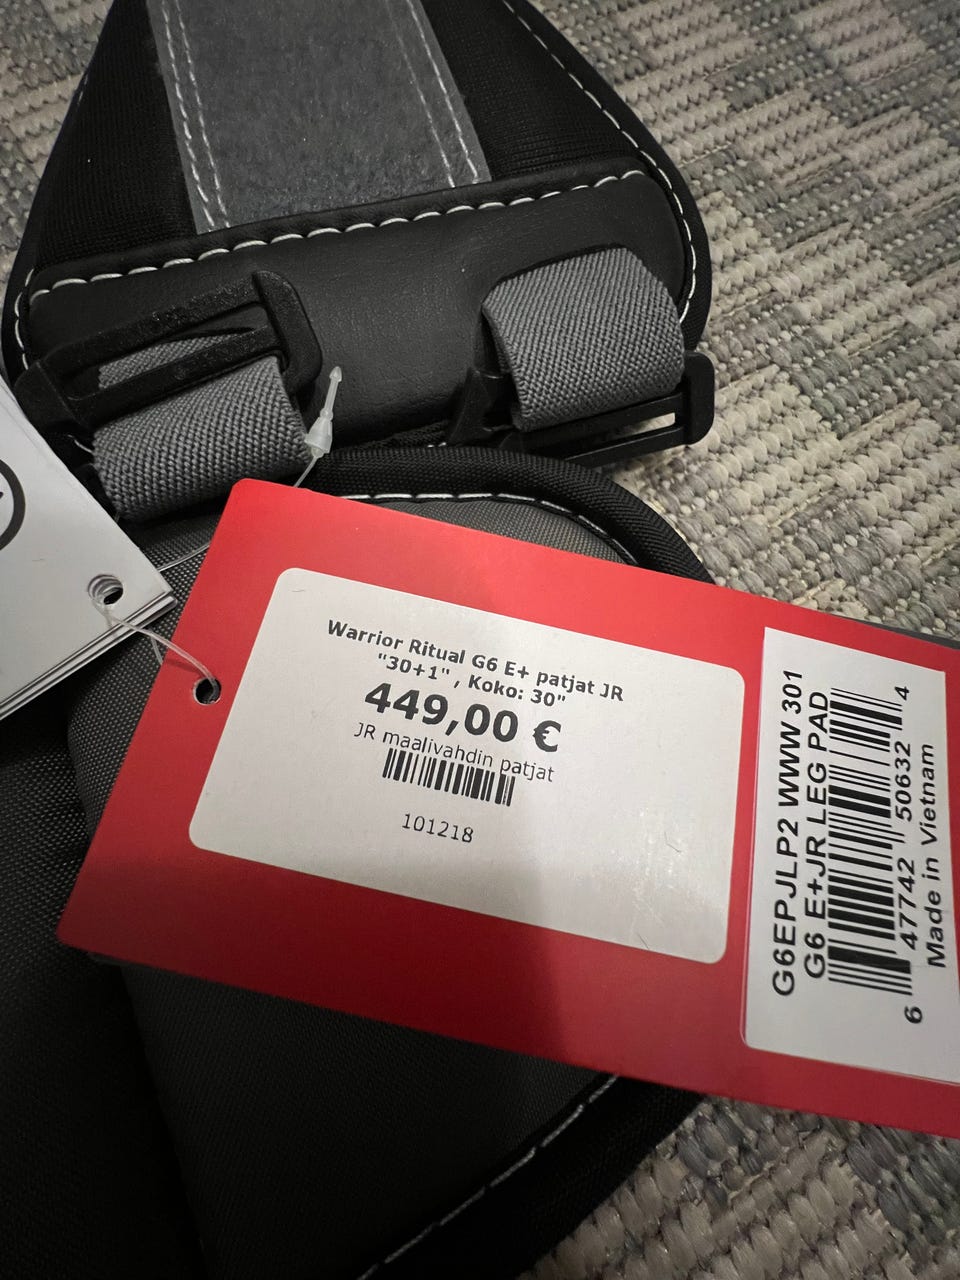 Warrior Ritual G6 E+ patjat JR
"30+1" , Koko: 30"
449,00 €
JR maalivahdin patjat
101218
G6EPJLP2 WWW 301
G6 E+JR LEG PAD
6 47742 50632 4
Made in Vietnam